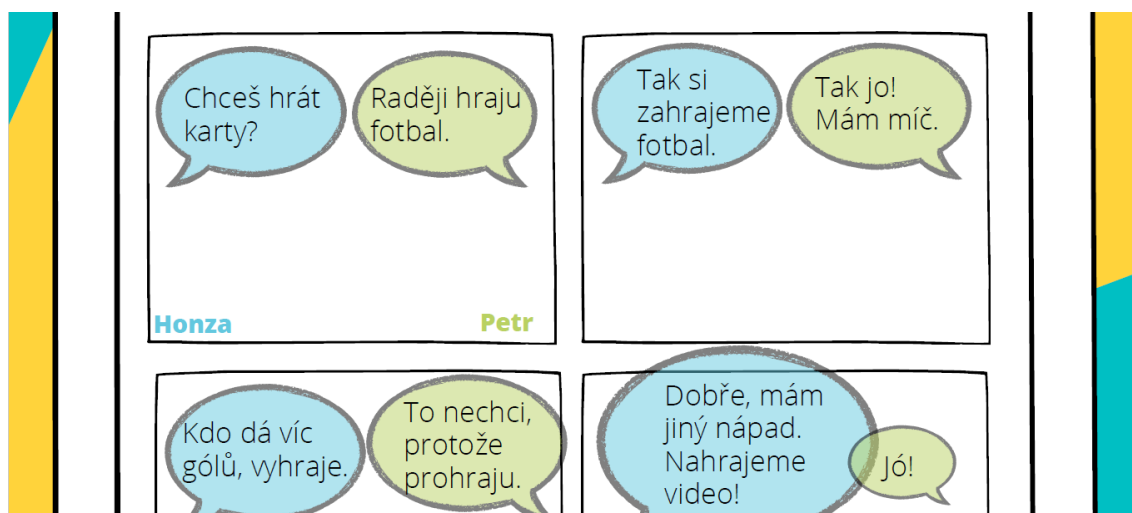 Chceš hrát
karty?
Raději hraju
fotbal.
Honza
Petr
Tak si
zahrajeme
fotbal.
Tak jo!
Mám míč.
Kdo dá víc
gólů, vyhraje.
To nechci,
protože
prohraju.
Dobře, mám
jiný nápad.
Nahrajeme
video!
Jó!